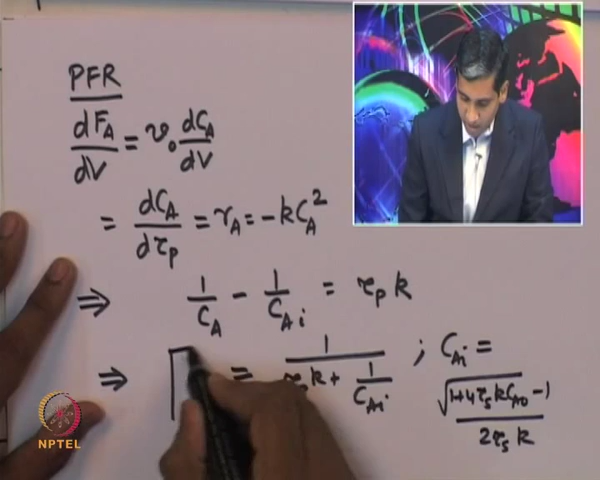 PFR
dF_A/dV = v_0 dC_A/dV
= dC_A/dτ_p = r_A = -kC_A^2
⇒ 1/C_A - 1/C_Ai = τ_p k
⇒ = 1/(τ_p k + 1/C_Ai) ; C_Ai =
(√(1+4τ_s kC_A0) - 1)/(2τ_s k)
NPTEL